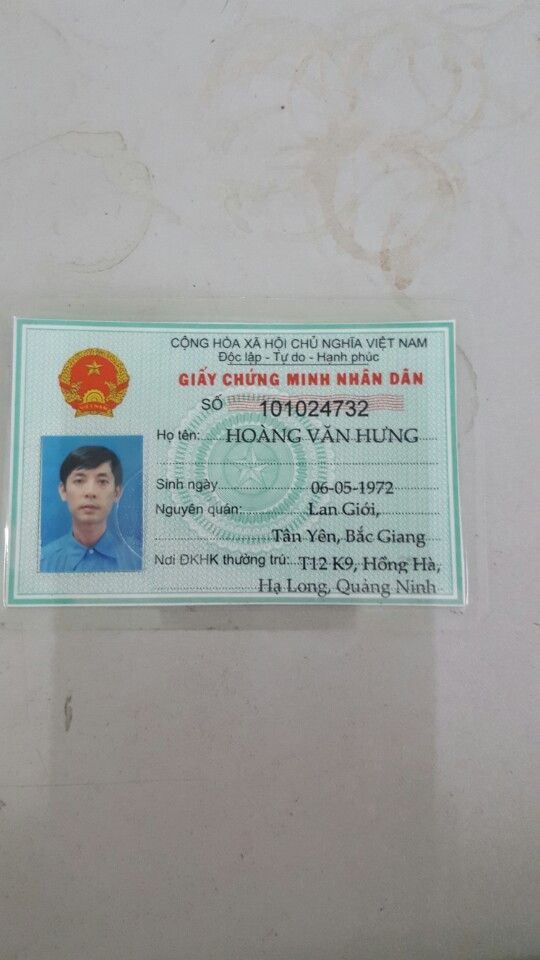 CỘNG HÒA XÃ HỘI CHỦ NGHĨA VIỆT NAM
Độc lập - Tự do - Hạnh phúc
GIẤY CHỨNG MINH NHÂN DÂN
SỐ 101024732
Họ tên: HOÀNG VĂN HƯNG
Sinh ngày 06-05-1972
Nguyên quán: Lan Giới,
Tân Yên, Bắc Giang
Nơi ĐKHK thường trú: T12 K9, Hồng Hà,
Hạ Long, Quảng Ninh
VIỆT NAM